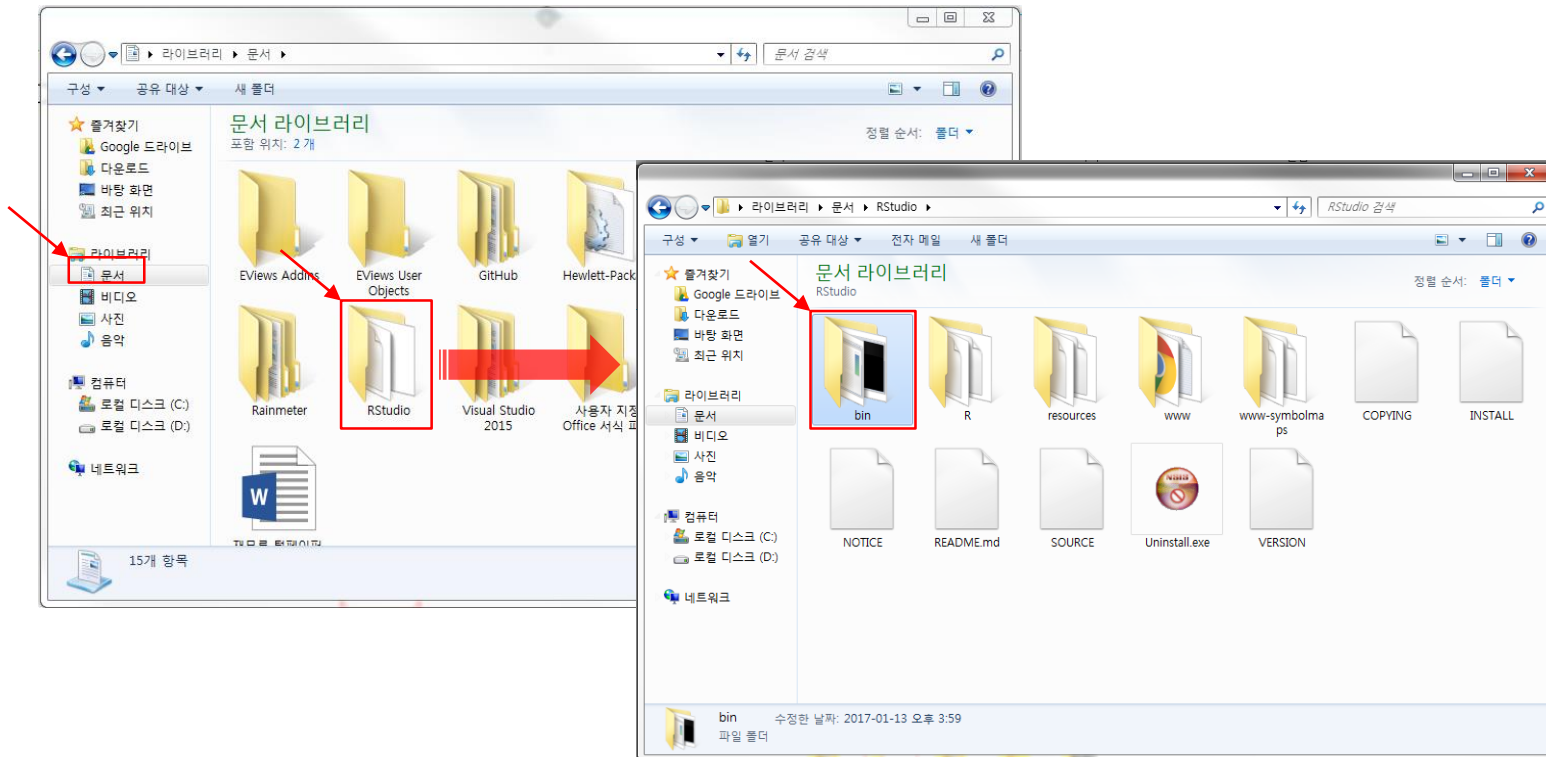 라이브러리 ▸ 문서 ▸
문서 검색
구성 공유 대상 새 폴더
즐겨찾기
Google 드라이브
다운로드
바탕 화면
최근 위치
라이브러리
문서
비디오
사진
음악
컴퓨터
로컬 디스크 (C:)
로컬 디스크 (D:)
네트워크
문서 라이브러리
포함 위치: 2 개
정렬 순서: 폴더
EViews Addins
EViews User
Objects
GitHub
Hewlett-Pack
Rainmeter
RStudio
Visual Studio
2015
사용자 지정
Office 서식 파
W
15개 항목
라이브러리 ▸ 문서 ▸ RStudio ▸
RStudio 검색
구성 열기 공유 대상 전자 메일 새 폴더
즐겨찾기
Google 드라이브
다운로드
바탕 화면
최근 위치
라이브러리
문서
비디오
사진
음악
컴퓨터
로컬 디스크 (C:)
로컬 디스크 (D:)
네트워크
문서 라이브러리
RStudio
정렬 순서: 폴더
bin
R
resources
www
www-symbolma
ps
COPYING
INSTALL
NOTICE
README.md
SOURCE
Uninstall.exe
VERSION
bin 수정한 날짜: 2017-01-13 오후 3:59
파일 폴더